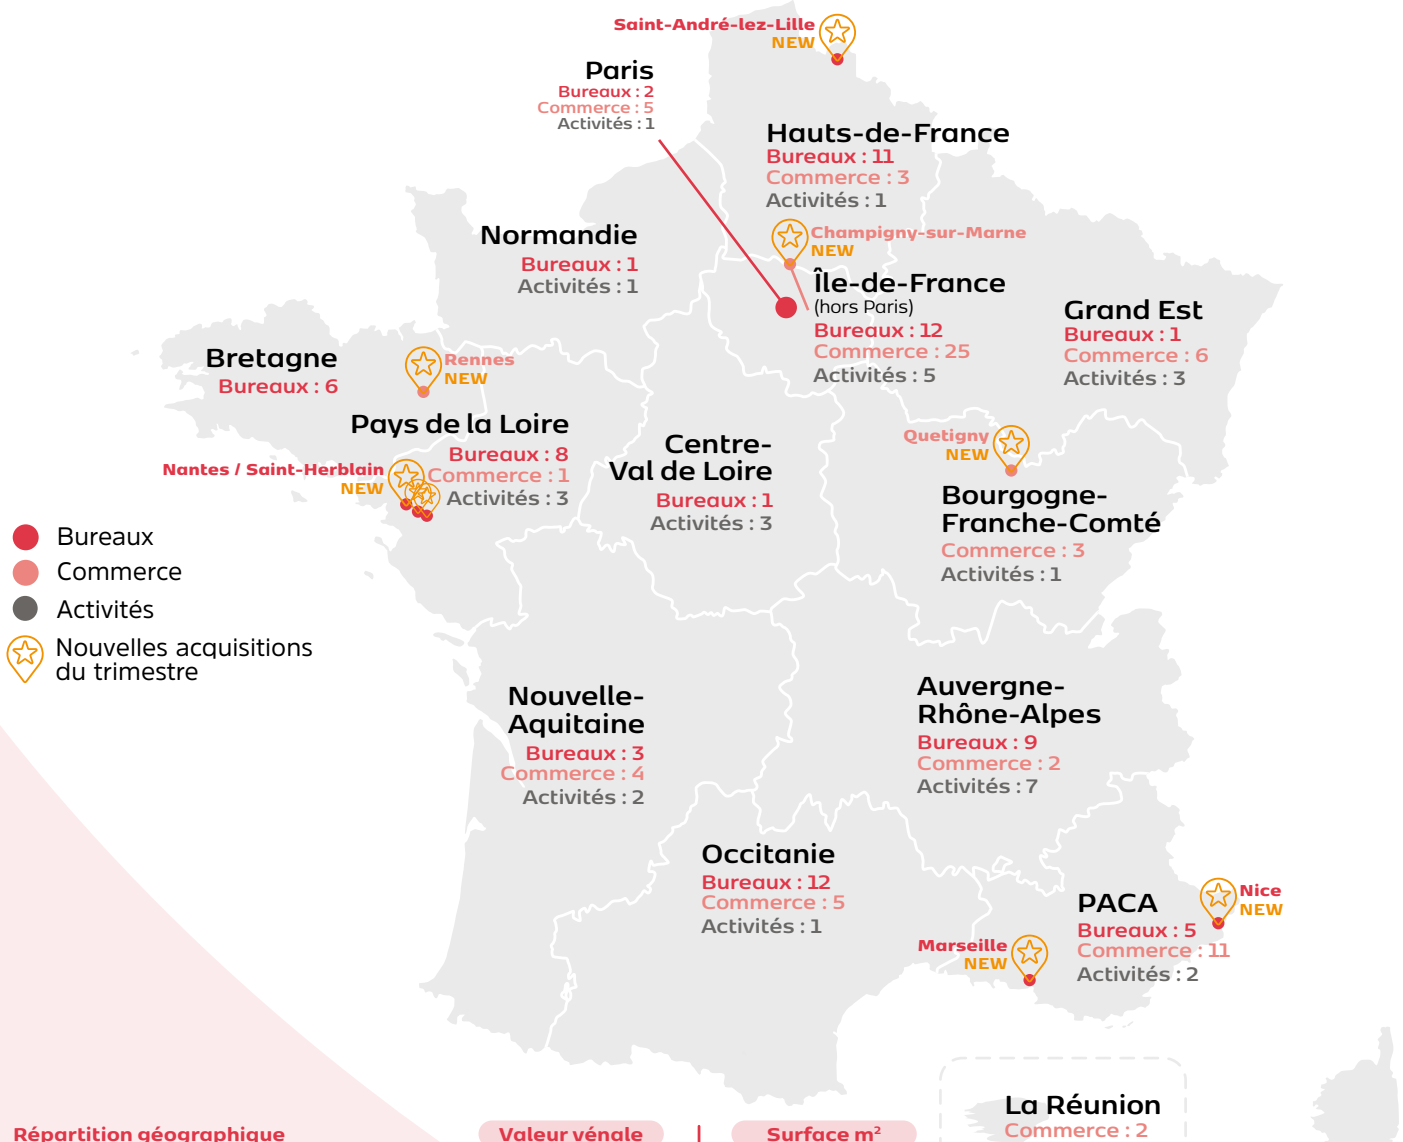 Saint-André-lez-Lille
NEW
Paris
Bureaux : 2
Commerce : 5
Activités : 1
Hauts-de-France
Bureaux : 11
Commerce : 3
Activités : 1
Normandie
Bureaux : 1
Activités : 1
Champigny-sur-Marne
NEW
Île-de-France
(hors Paris)
Bureaux : 12
Commerce : 25
Activités : 5
Grand Est
Bureaux : 1
Commerce : 6
Activités : 3
Bretagne
Bureaux : 6
Rennes
NEW
Pays de la Loire
Bureaux : 8
Commerce : 1
Activités : 3
Nantes / Saint-Herblain
NEW
Centre-
Val de Loire
Bureaux : 1
Activités : 3
Quetigny
NEW
Bourgogne-
Franche-Comté
Commerce : 3
Activités : 1
Bureaux
Commerce
Activités
Nouvelles acquisitions
du trimestre
Nouvelle-
Aquitaine
Bureaux : 3
Commerce : 4
Activités : 2
Auvergne-
Rhône-Alpes
Bureaux : 9
Commerce : 2
Activités : 7
Occitanie
Bureaux : 12
Commerce : 5
Activités : 1
PACA
Bureaux : 5
Commerce : 11
Activités : 2
Nice
NEW
Marseille
NEW
La Réunion
Commerce : 2
Répartition géographique
Valeur vénale
|
Surface m²